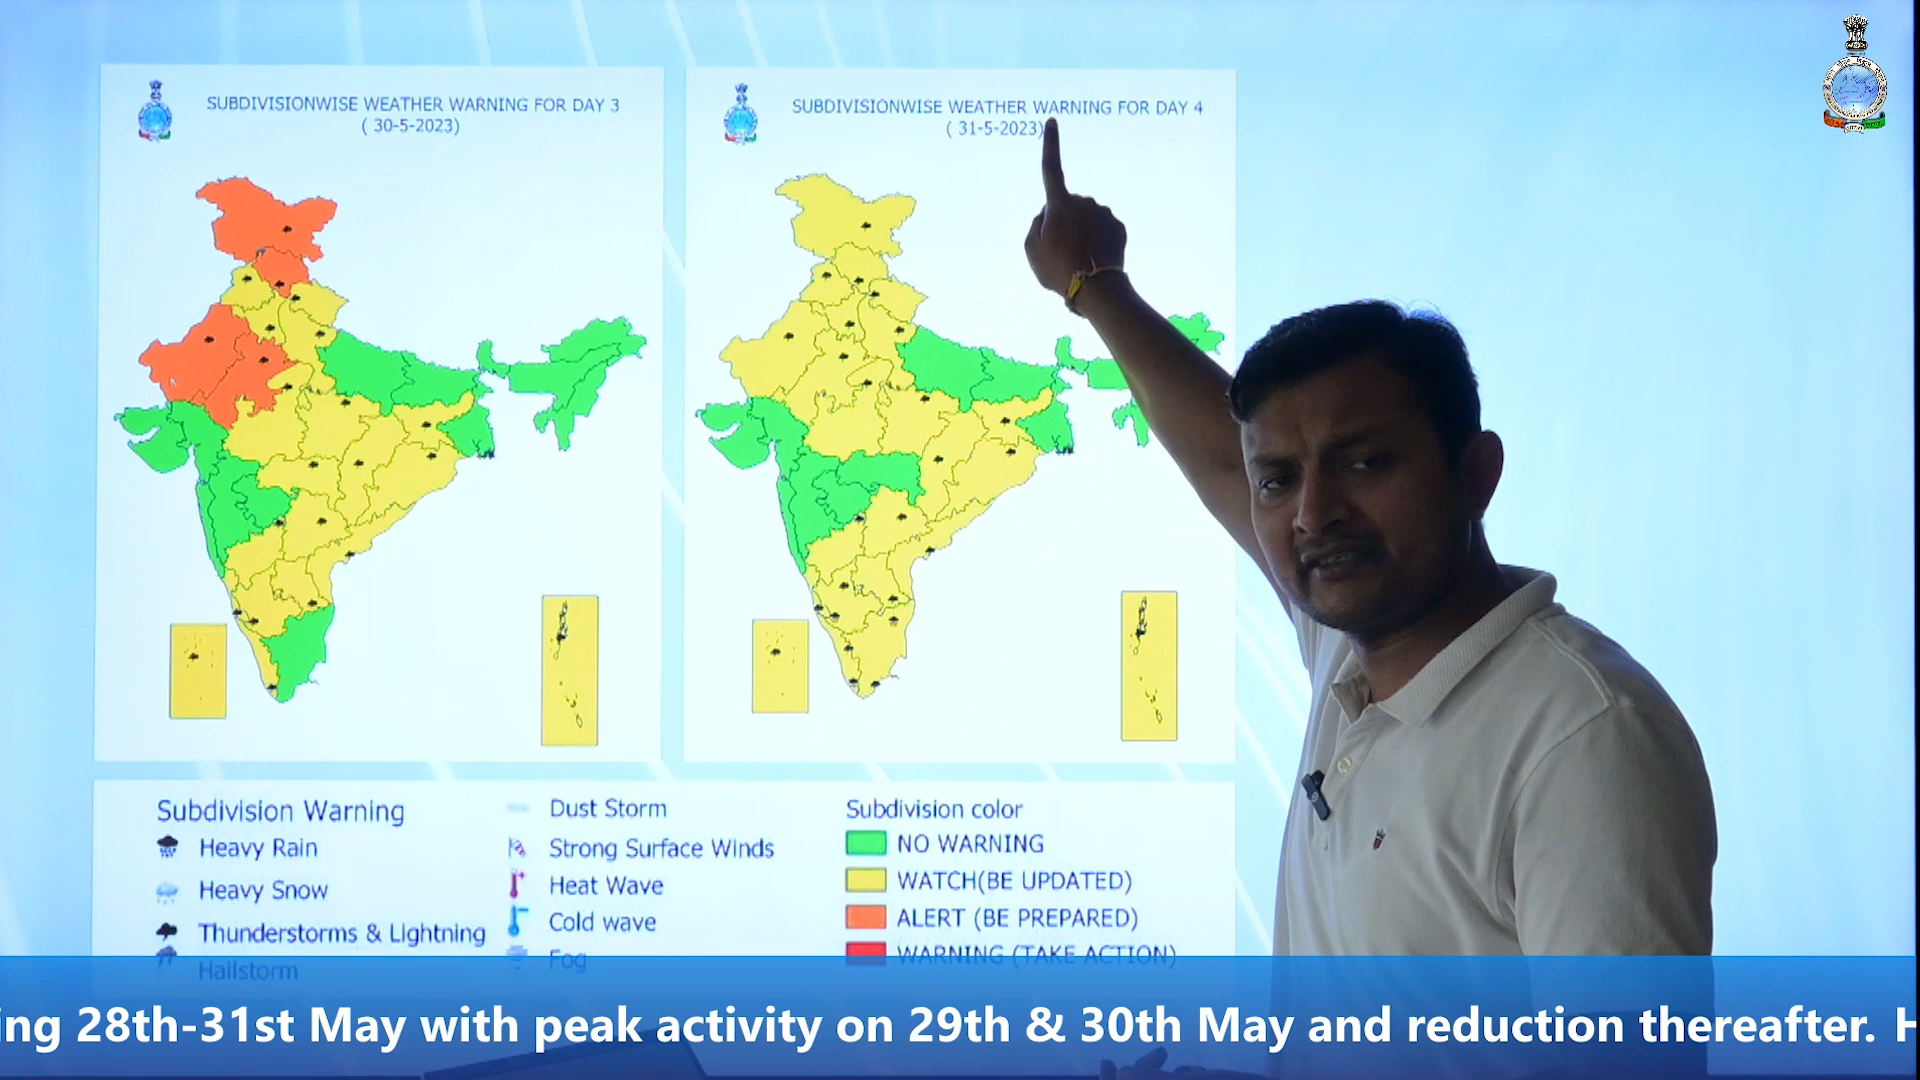 SUBDIVISIONWISE WEATHER WARNING FOR DAY 3
( 30-5-2023)
SUBDIVISIONWISE WEATHER WARNING FOR DAY 4
( 31-5-2023)
Subdivision Warning
Heavy Rain
Heavy Snow
Thunderstorms & Lightning
Hailstorm
Dust Storm
Strong Surface Winds
Heat Wave
Cold wave
Fog
Subdivision color
NO WARNING
WATCH(BE UPDATED)
ALERT (BE PREPARED)
WARNING (TAKE ACTION)
ing 28th-31st May with peak activity on 29th & 30th May and reduction thereafter. H